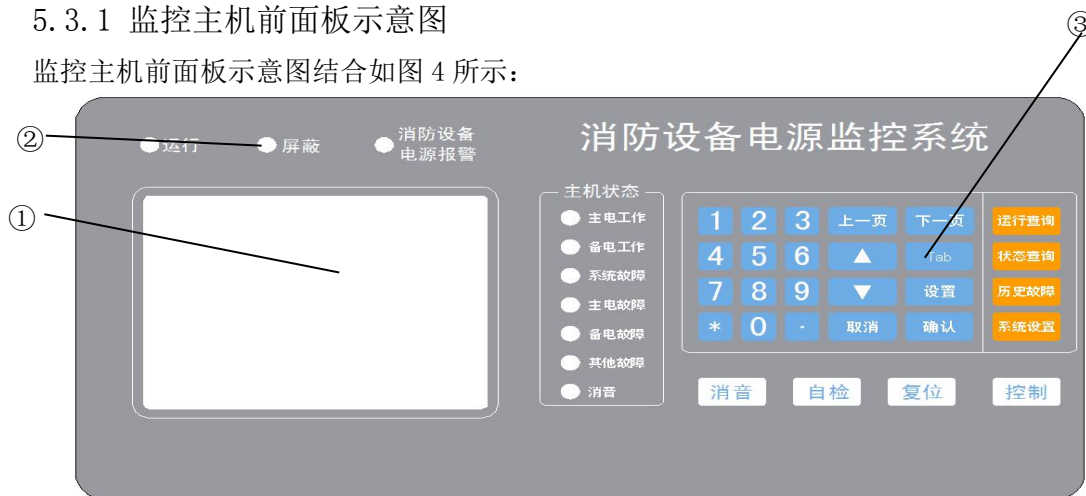 5.3.1 监控主机前面板示意图
监控主机前面板示意图结合如图 4 所示：
③
②
运行
屏蔽
消防设备
电源报警
消防设备电源监控系统
①
主机状态
主电工作
备电工作
系统故障
主电故障
备电故障
其他故障
消音
1 2 3 上一页 下一页 运行查询
4 5 6 ▲ Tab 状态查询
7 8 9 ▼ 设置 历史故障
* 0 · 取消 确认 系统设置
消音 自检 复位 控制